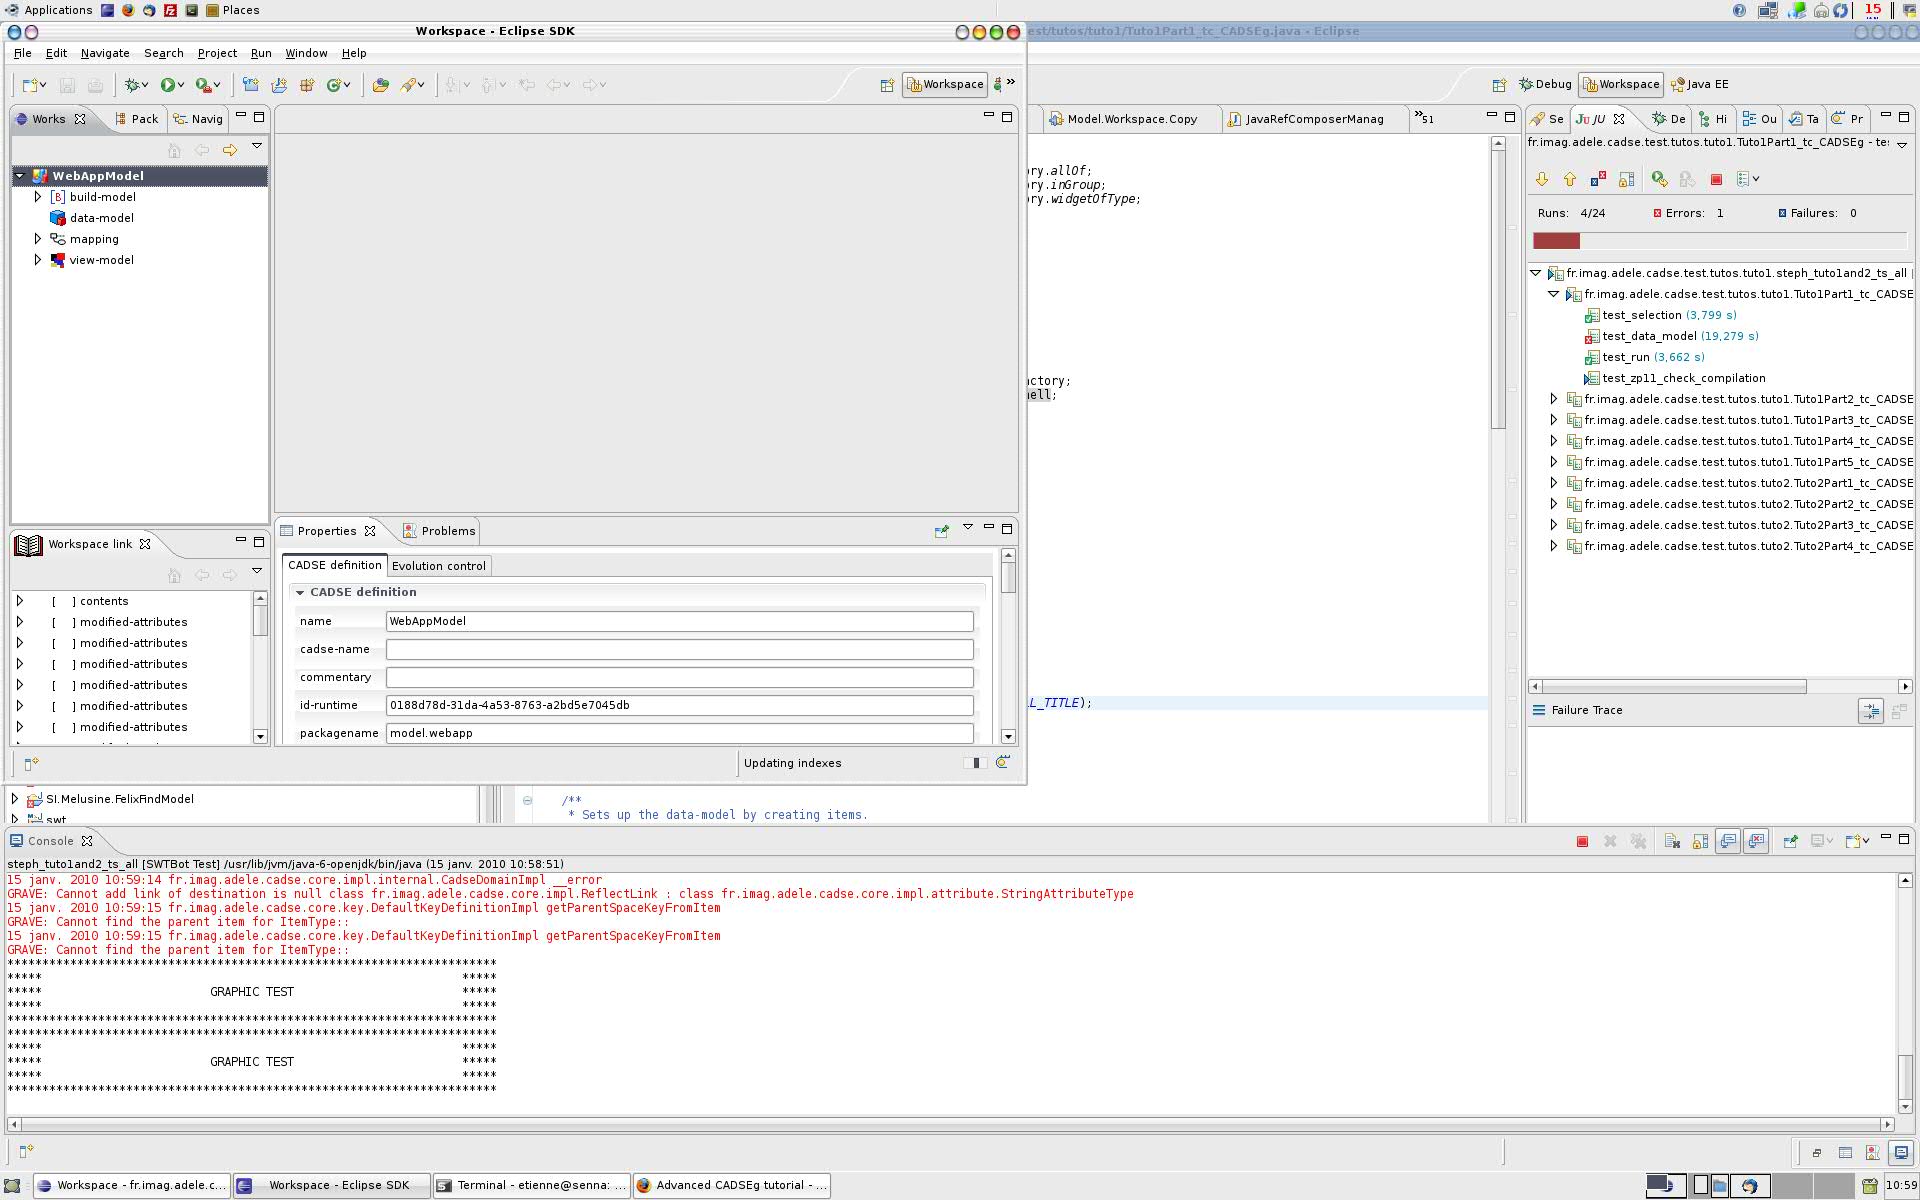 Applications
Places
15
Workspace - Eclipse SDK
est/tutos/tuto1/Tuto1Part1_tc_CADSEg.java - Eclipse
File Edit Navigate Search Project Run Window Help
Workspace
»
Debug
Workspace
Java EE
Works
Pack
Navig
Model.Workspace.Copy
JavaRefComposerManag
»51
Se
JU
De
Hi
Ou
Ta
Pr
fr.imag.adele.cadse.test.tutos.tuto1.Tuto1Part1_tc_CADSEg - te
WebAppModel
build-model
data-model
mapping
view-model
ry.allOf;
ry.inGroup;
ry.widgetOfType;
actory;
hell;
L_TITLE);
Runs: 4/24
Errors: 1
Failures: 0
fr.imag.adele.cadse.test.tutos.tuto1.steph_tuto1and2_ts_all
fr.imag.adele.cadse.test.tutos.tuto1.Tuto1Part1_tc_CADSE
test_selection (3,799 s)
test_data_model (19,279 s)
test_run (3,662 s)
test_zp11_check_compilation
fr.imag.adele.cadse.test.tutos.tuto1.Tuto1Part2_tc_CADSE
fr.imag.adele.cadse.test.tutos.tuto1.Tuto1Part3_tc_CADSE
fr.imag.adele.cadse.test.tutos.tuto1.Tuto1Part4_tc_CADSE
fr.imag.adele.cadse.test.tutos.tuto1.Tuto1Part5_tc_CADSE
fr.imag.adele.cadse.test.tutos.tuto2.Tuto2Part1_tc_CADSE
fr.imag.adele.cadse.test.tutos.tuto2.Tuto2Part2_tc_CADSE
fr.imag.adele.cadse.test.tutos.tuto2.Tuto2Part3_tc_CADSE
fr.imag.adele.cadse.test.tutos.tuto2.Tuto2Part4_tc_CADSE
Failure Trace
Workspace link
[ ] contents
[ ] modified-attributes
[ ] modified-attributes
[ ] modified-attributes
[ ] modified-attributes
[ ] modified-attributes
[ ] modified-attributes
Properties
Problems
CADSE definition
Evolution control
CADSE definition
name WebAppModel
cadse-name
commentary
id-runtime 0188d78d-31da-4a53-8763-a2bd5e7045db
packagename model.webapp
Updating indexes
SI.Melusine.FelixFindModel
swt
/**
* Sets up the data-model by creating items.
Console
steph_tuto1and2_ts_all [SWTBot Test] /usr/lib/jvm/java-6-openjdk/bin/java (15 janv. 2010 10:58:51)
15 janv. 2010 10:59:14 fr.imag.adele.cadse.core.impl.internal.CadseDomainImpl __error
GRAVE: Cannot add link of destination is null class fr.imag.adele.cadse.core.impl.ReflectLink : class fr.imag.adele.cadse.core.impl.attribute.StringAttributeType
15 janv. 2010 10:59:15 fr.imag.adele.cadse.core.key.DefaultKeyDefinitionImpl getParentSpaceKeyFromItem
GRAVE: Cannot find the parent item for ItemType::
15 janv. 2010 10:59:15 fr.imag.adele.cadse.core.key.DefaultKeyDefinitionImpl getParentSpaceKeyFromItem
GRAVE: Cannot find the parent item for ItemType::
**********************************************************************
***** *****
***** GRAPHIC TEST *****
***** *****
**********************************************************************
**********************************************************************
***** *****
***** GRAPHIC TEST *****
***** *****
**********************************************************************
Workspace - fr.imag.adele.c...
Workspace - Eclipse SDK
Terminal - etienne@senna: ...
Advanced CADSEg tutorial - ...
10:59